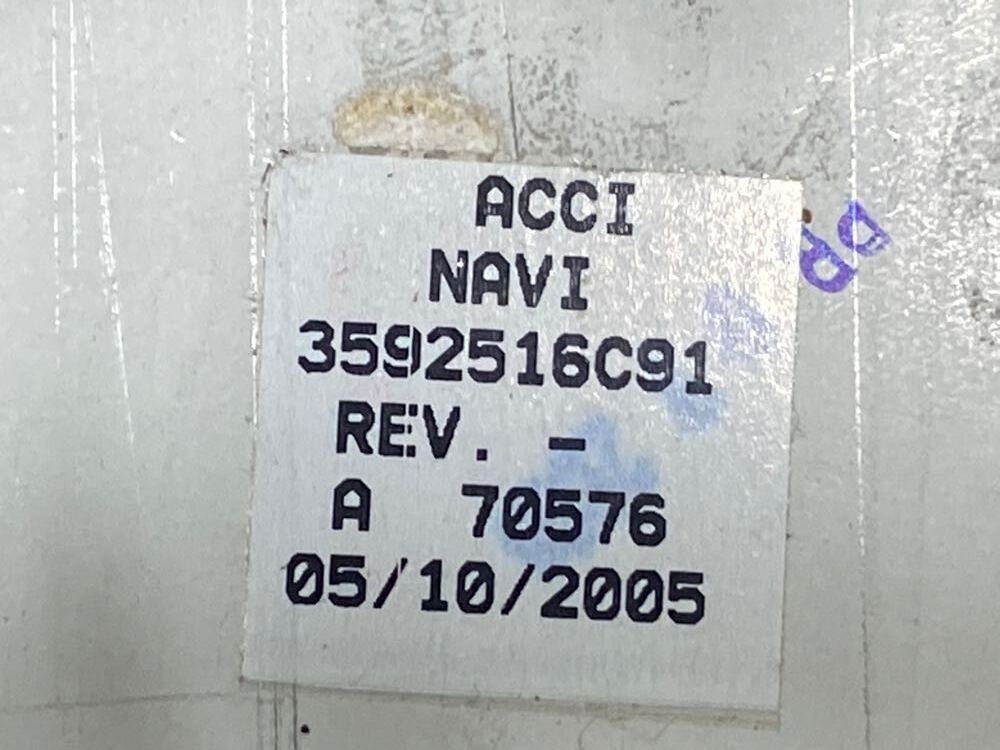 ACCI
NAVI
3592516C91
REV. -
A 70576
05/10/2005